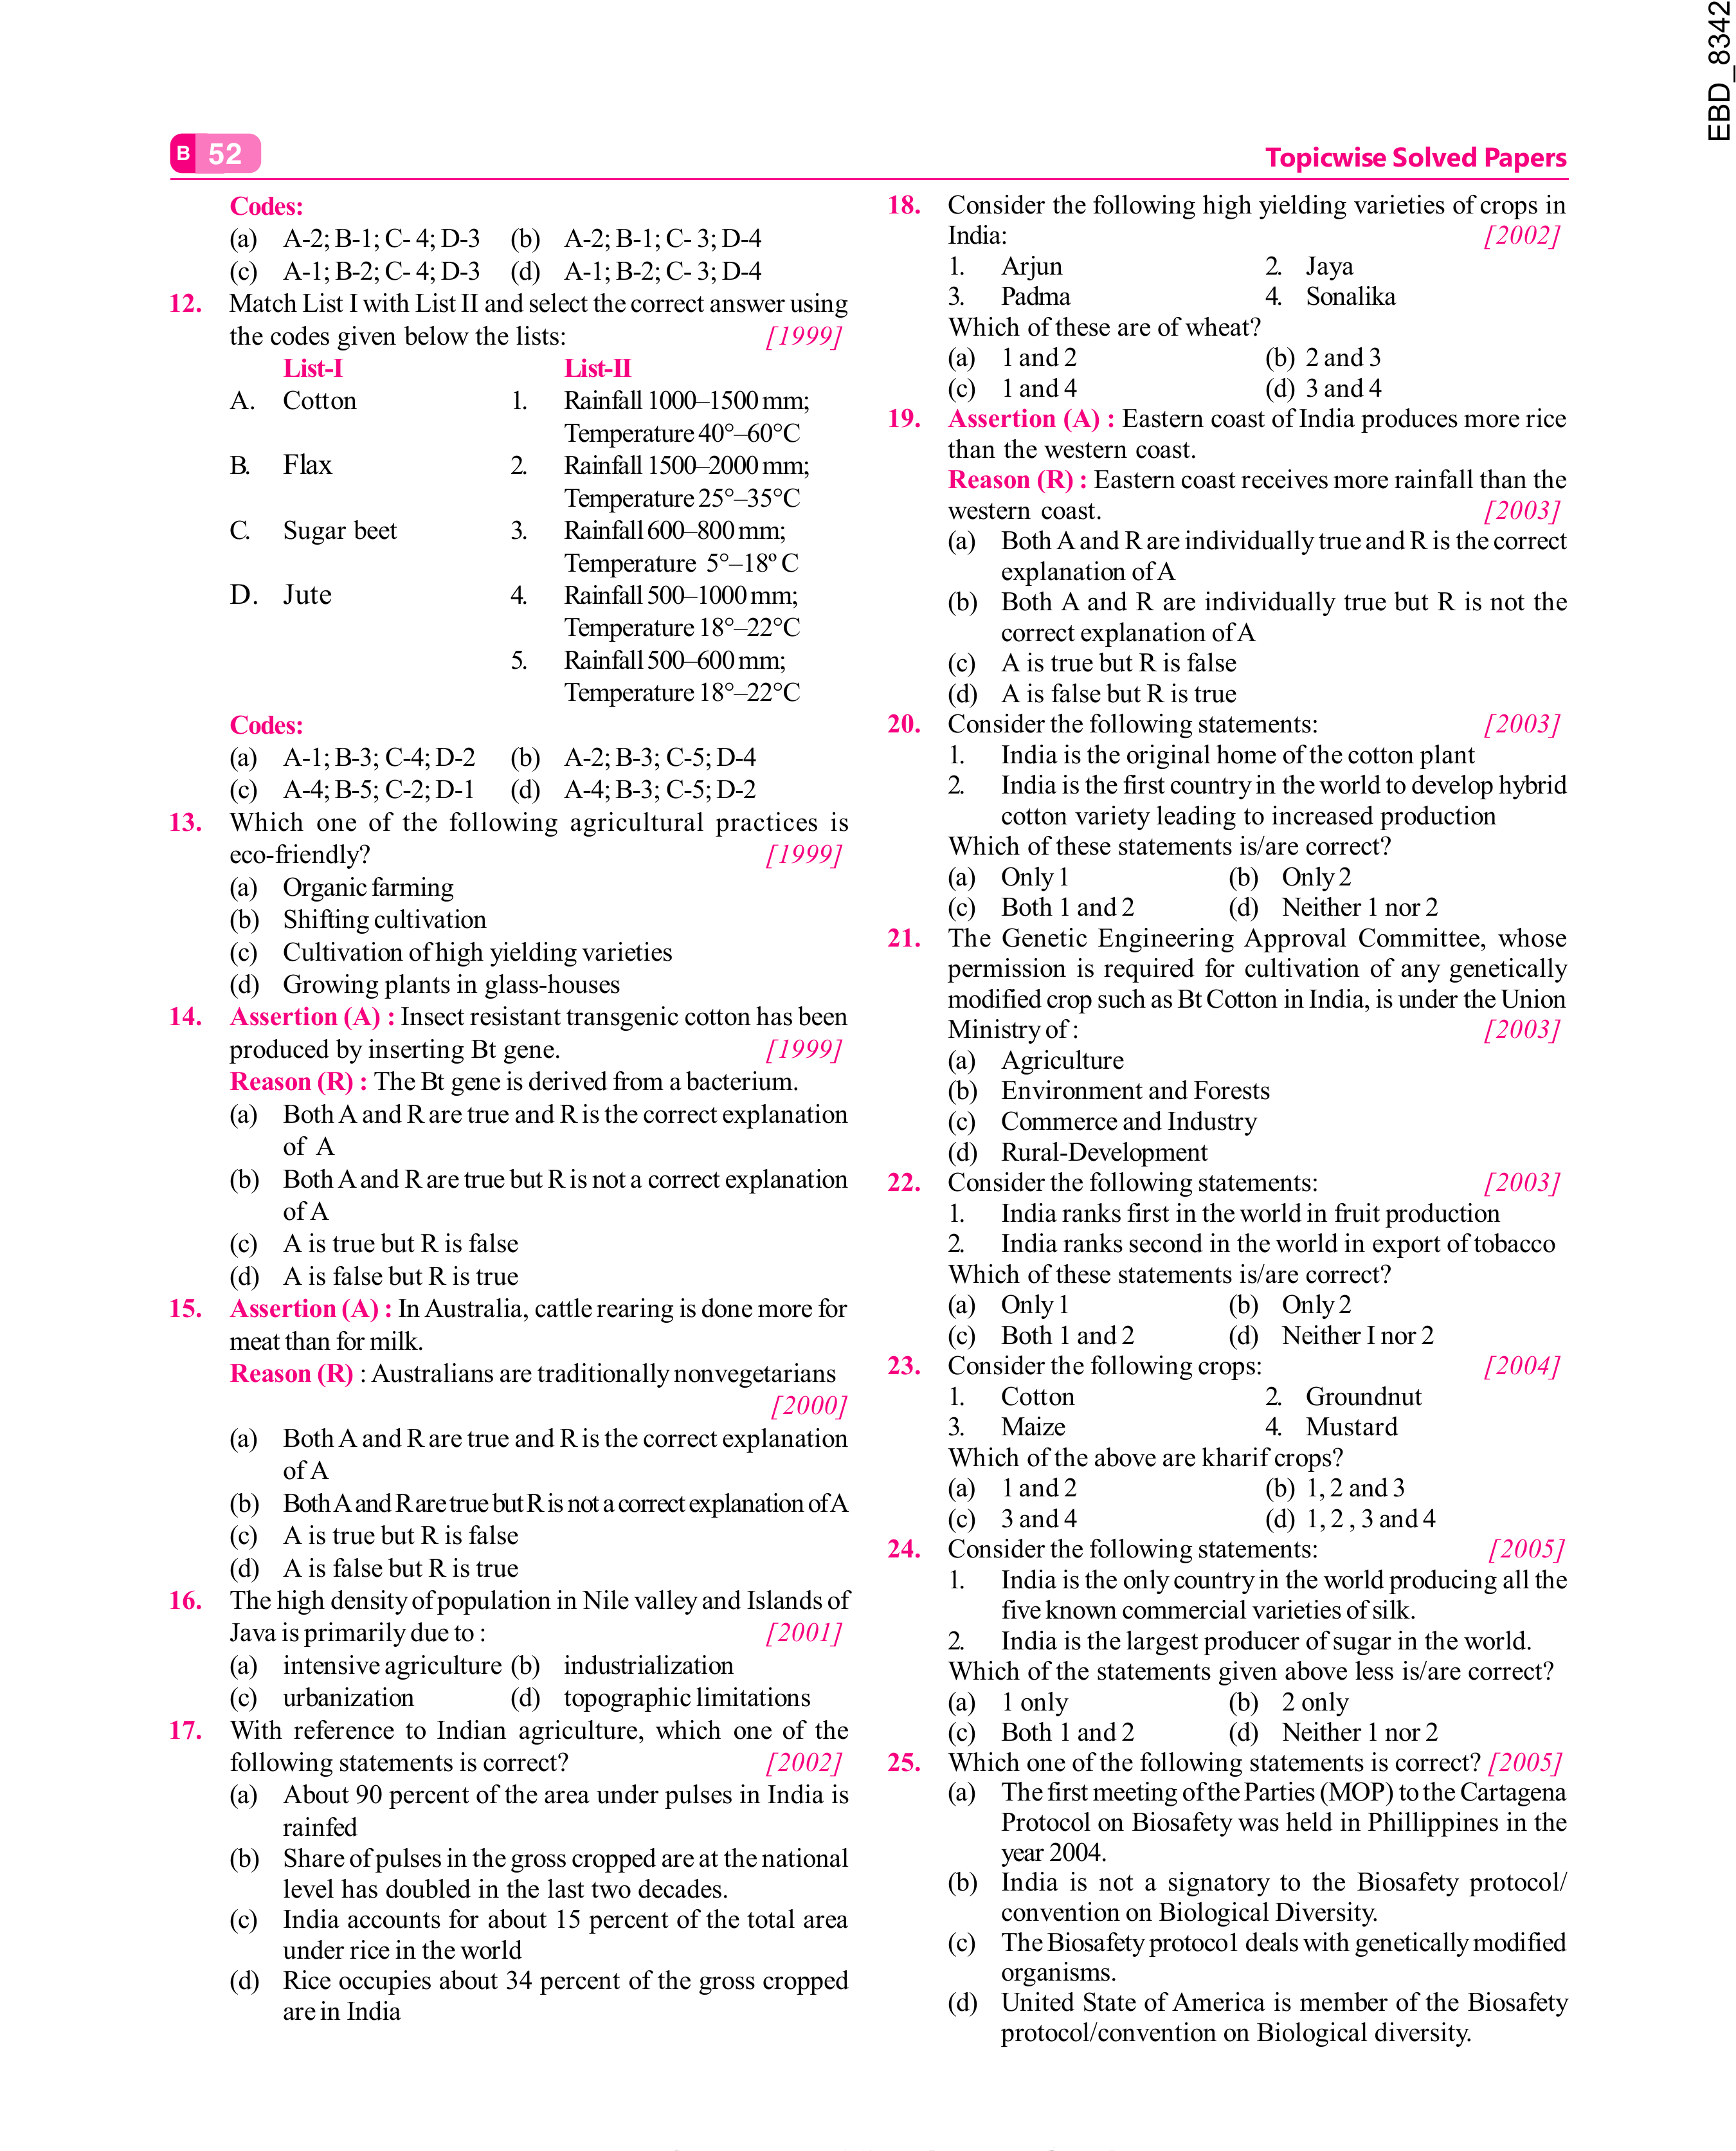 EBD_8342
B 52
Topicwise Solved Papers
Codes:
(a) A-2; B-1; C- 4; D-3 (b) A-2; B-1; C- 3; D-4
(c) A-1; B-2; C- 4; D-3 (d) A-1; B-2; C- 3; D-4
12. Match List I with List II and select the correct answer using
the codes given below the lists: [1999]
List-I List-II
A. Cotton 1. Rainfall 1000–1500 mm;
Temperature 40°–60°C
B. Flax 2. Rainfall 1500–2000 mm;
Temperature 25°–35°C
C. Sugar beet 3. Rainfall 600–800 mm;
Temperature 5°–18º C
D. Jute 4. Rainfall 500–1000 mm;
Temperature 18°–22°C
5. Rainfall 500–600 mm;
Temperature 18°–22°C
Codes:
(a) A-1; B-3; C-4; D-2 (b) A-2; B-3; C-5; D-4
(c) A-4; B-5; C-2; D-1 (d) A-4; B-3; C-5; D-2
13. Which one of the following agricultural practices is
eco-friendly? [1999]
(a) Organic farming
(b) Shifting cultivation
(c) Cultivation of high yielding varieties
(d) Growing plants in glass-houses
14. Assertion (A) : Insect resistant transgenic cotton has been
produced by inserting Bt gene. [1999]
Reason (R) : The Bt gene is derived from a bacterium.
(a) Both A and R are true and R is the correct explanation
of A
(b) Both A and R are true but R is not a correct explanation
of A
(c) A is true but R is false
(d) A is false but R is true
15. Assertion (A) : In Australia, cattle rearing is done more for
meat than for milk.
Reason (R) : Australians are traditionally nonvegetarians
[2000]
(a) Both A and R are true and R is the correct explanation
of A
(b) Both A and R are true but R is not a correct explanation of A
(c) A is true but R is false
(d) A is false but R is true
16. The high density of population in Nile valley and Islands of
Java is primarily due to : [2001]
(a) intensive agriculture (b) industrialization
(c) urbanization (d) topographic limitations
17. With reference to Indian agriculture, which one of the
following statements is correct? [2002]
(a) About 90 percent of the area under pulses in India is
rainfed
(b) Share of pulses in the gross cropped are at the national
level has doubled in the last two decades.
(c) India accounts for about 15 percent of the total area
under rice in the world
(d) Rice occupies about 34 percent of the gross cropped
are in India
18. Consider the following high yielding varieties of crops in
India: [2002]
1. Arjun 2. Jaya
3. Padma 4. Sonalika
Which of these are of wheat?
(a) 1 and 2 (b) 2 and 3
(c) 1 and 4 (d) 3 and 4
19. Assertion (A) : Eastern coast of India produces more rice
than the western coast.
Reason (R) : Eastern coast receives more rainfall than the
western coast. [2003]
(a) Both A and R are individually true and R is the correct
explanation of A
(b) Both A and R are individually true but R is not the
correct explanation of A
(c) A is true but R is false
(d) A is false but R is true
20. Consider the following statements: [2003]
1. India is the original home of the cotton plant
2. India is the first country in the world to develop hybrid
cotton variety leading to increased production
Which of these statements is/are correct?
(a) Only 1 (b) Only 2
(c) Both 1 and 2 (d) Neither 1 nor 2
21. The Genetic Engineering Approval Committee, whose
permission is required for cultivation of any genetically
modified crop such as Bt Cotton in India, is under the Union
Ministry of : [2003]
(a) Agriculture
(b) Environment and Forests
(c) Commerce and Industry
(d) Rural-Development
22. Consider the following statements: [2003]
1. India ranks first in the world in fruit production
2. India ranks second in the world in export of tobacco
Which of these statements is/are correct?
(a) Only 1 (b) Only 2
(c) Both 1 and 2 (d) Neither I nor 2
23. Consider the following crops: [2004]
1. Cotton 2. Groundnut
3. Maize 4. Mustard
Which of the above are kharif crops?
(a) 1 and 2 (b) 1, 2 and 3
(c) 3 and 4 (d) 1, 2 , 3 and 4
24. Consider the following statements: [2005]
1. India is the only country in the world producing all the
five known commercial varieties of silk.
2. India is the largest producer of sugar in the world.
Which of the statements given above less is/are correct?
(a) 1 only (b) 2 only
(c) Both 1 and 2 (d) Neither 1 nor 2
25. Which one of the following statements is correct? [2005]
(a) The first meeting of the Parties (MOP) to the Cartagena
Protocol on Biosafety was held in Phillippines in the
year 2004.
(b) India is not a signatory to the Biosafety protocol/
convention on Biological Diversity.
(c) The Biosafety protoco1 deals with genetically modified
organisms.
(d) United State of America is member of the Biosafety
protocol/convention on Biological diversity.